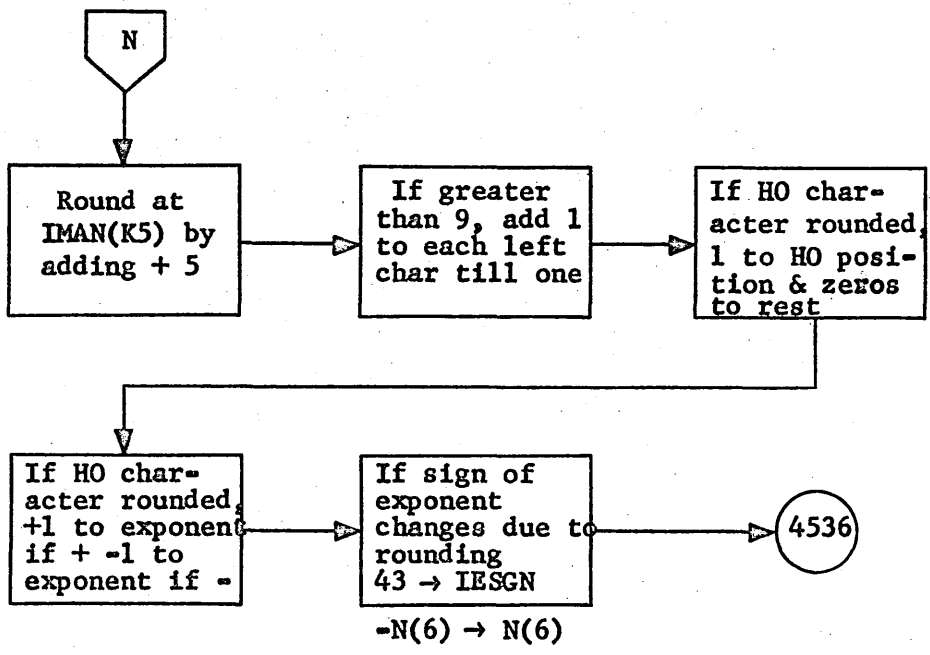 N
Round at
IMAN(K5) by
adding + 5
If greater
than 9, add 1
to each left
char till one
If HO char-
acter rounded,
1 to HO posi-
tion & zeros
to rest
If HO char-
acter rounded,
+1 to exponent
if + -1 to
exponent if -
If sign of
exponent
changes due to
rounding
43 → IESGN
-N(6) → N(6)
4536